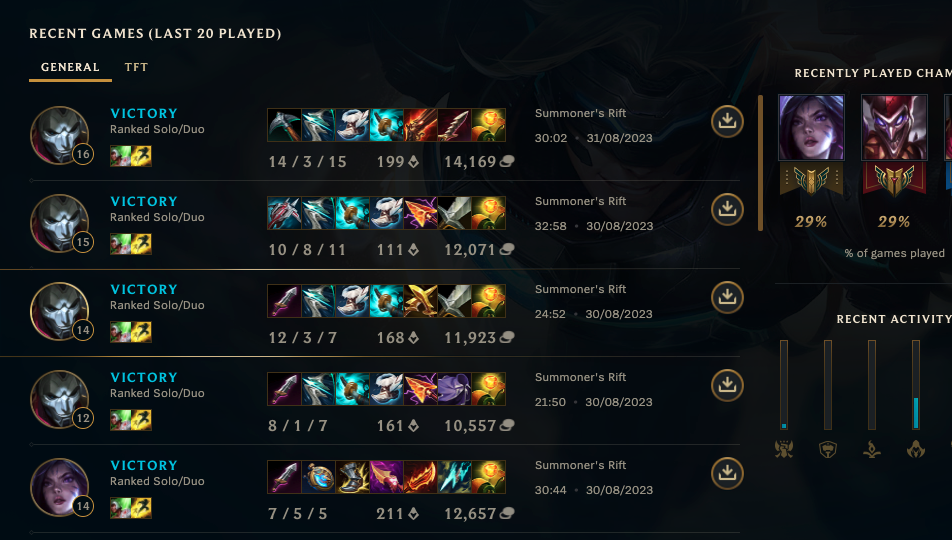 RECENT GAMES (LAST 20 PLAYED)
GENERAL TFT
16
VICTORY
Ranked Solo/Duo
14 / 3 / 15 199 14,169
Summoner's Rift
30:02 • 31/08/2023
15
VICTORY
Ranked Solo/Duo
10 / 8 / 11 111 12,071
Summoner's Rift
32:58 • 30/08/2023
14
VICTORY
Ranked Solo/Duo
12 / 3 / 7 168 11,923
Summoner's Rift
24:52 • 30/08/2023
12
VICTORY
Ranked Solo/Duo
8 / 1 / 7 161 10,557
Summoner's Rift
21:50 • 30/08/2023
14
VICTORY
Ranked Solo/Duo
7 / 5 / 5 211 12,657
Summoner's Rift
30:44 • 30/08/2023
RECENTLY PLAYED CHAM
29% 29%
% of games played
RECENT ACTIVITY